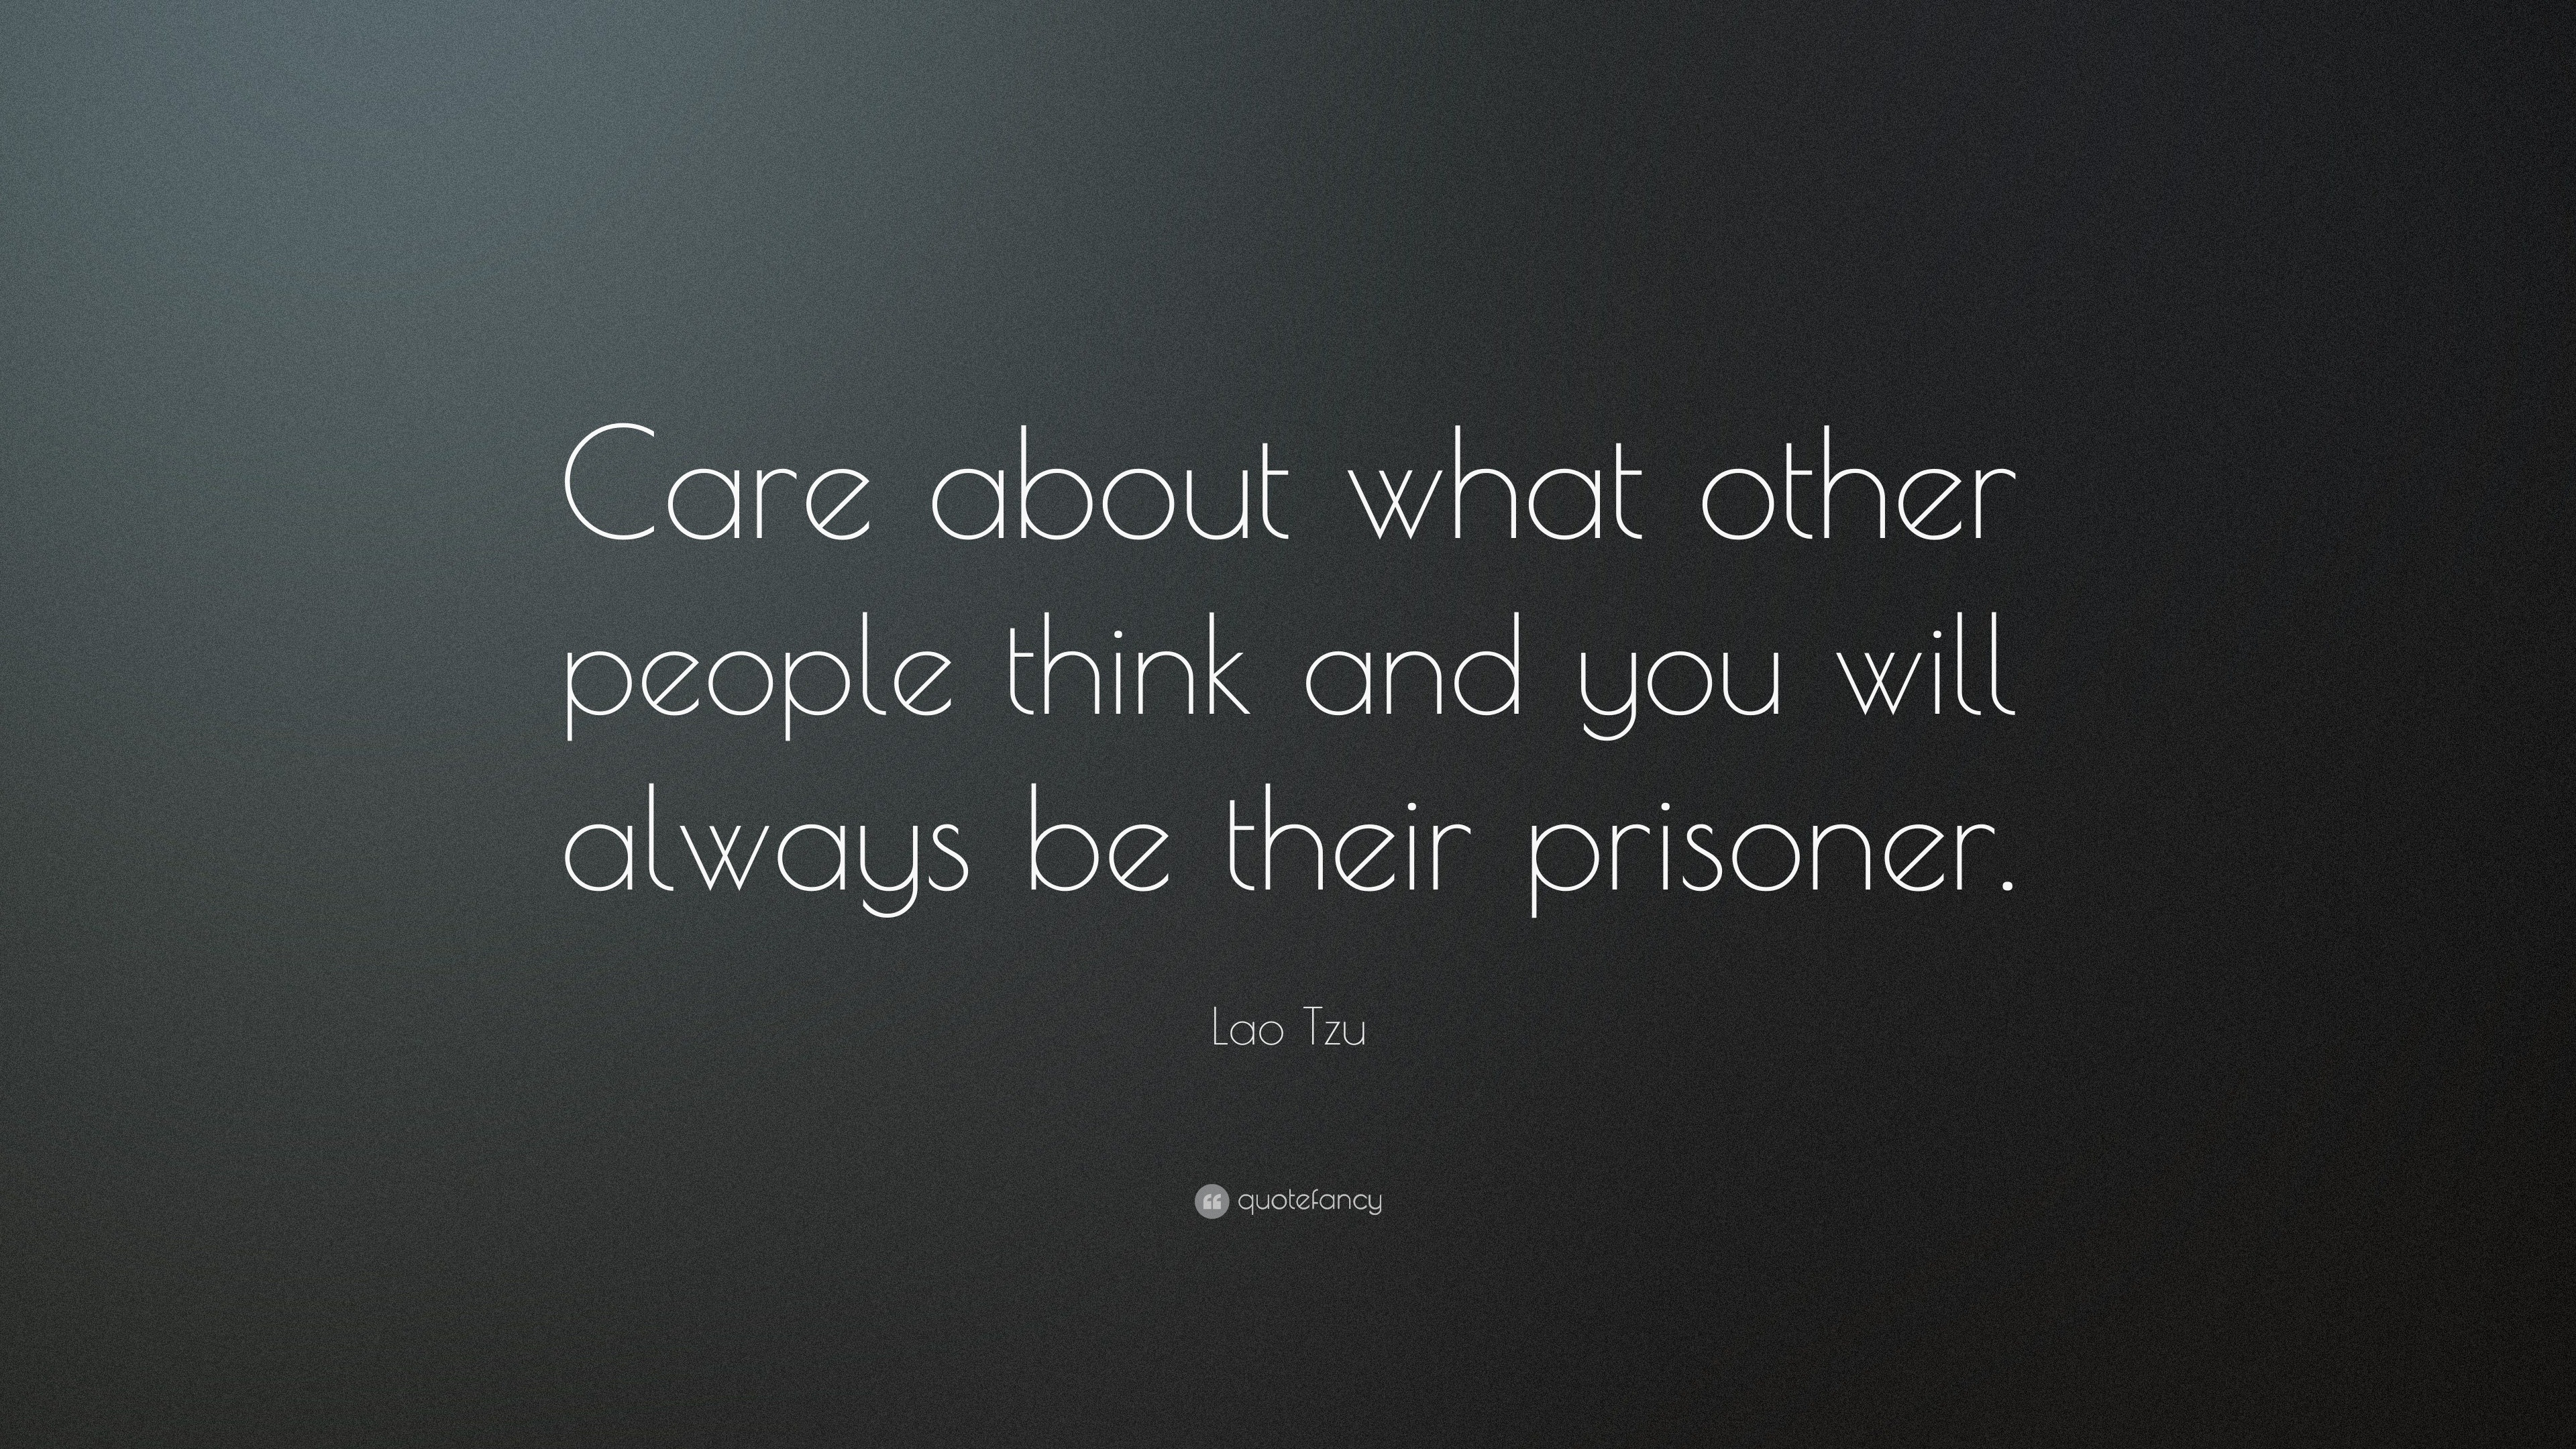 Care about what other
people think and you will
always be their prisoner.
Lao Tzu
quotefancy